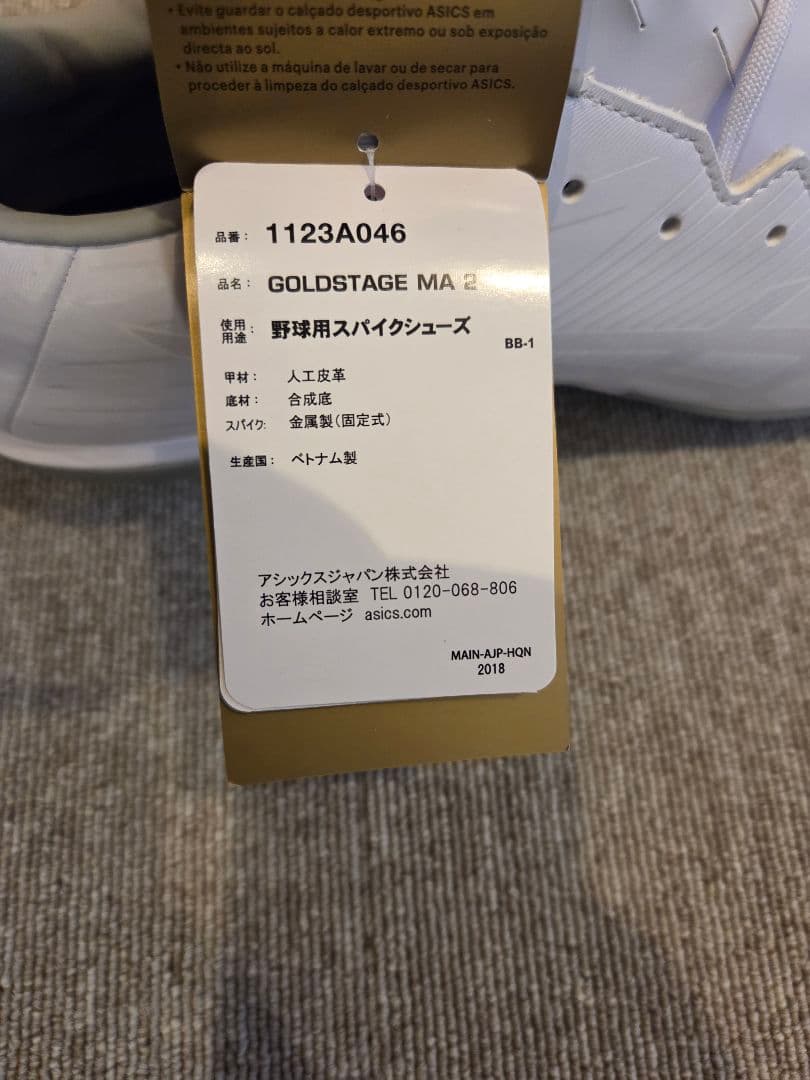 • Evite guardar o calçado desportivo ASICS em
ambientes sujeitos a calor extremo ou sob exposição
directa ao sol.
• Não utilize a máquina de lavar ou de secar para
proceder à limpeza do calçado desportivo ASICS.
品番： 1123A046
品名： GOLDSTAGE MA 2
使用用途： 野球用スパイクシューズ
BB-1
甲材： 人工皮革
底材： 合成底
スパイク: 金属製（固定式）
生産国： ベトナム製
アシックスジャパン株式会社
お客様相談室 TEL 0120-068-806
ホームページ asics.com
MAIN-AJP-HQN
2018